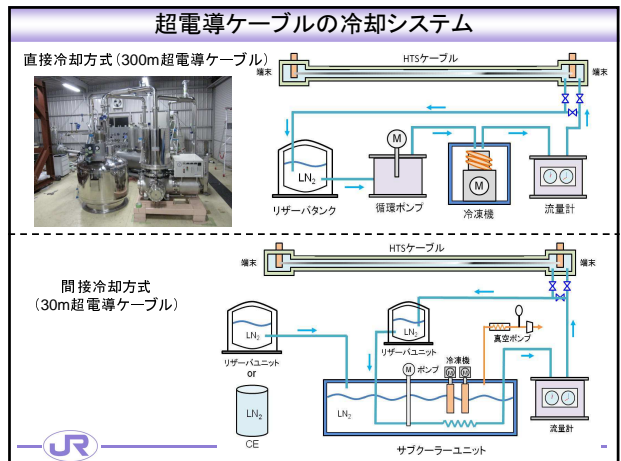 超電導ケーブルの冷却システム
直接冷却方式(300m超電導ケーブル)
HTSケーブル
端末
端末
M
LN2
M
リザーバタンク
循環ポンプ
冷凍機
流量計
HTSケーブル
端末
端末
間接冷却方式
(30m超電導ケーブル)
LN2
LN2
リザーバユニット
リザーバユニット
真空ポンプ
冷凍機
M
ポンプ
M
M
or
LN2
LN2
CE
サブクーラーユニット
流量計
JR